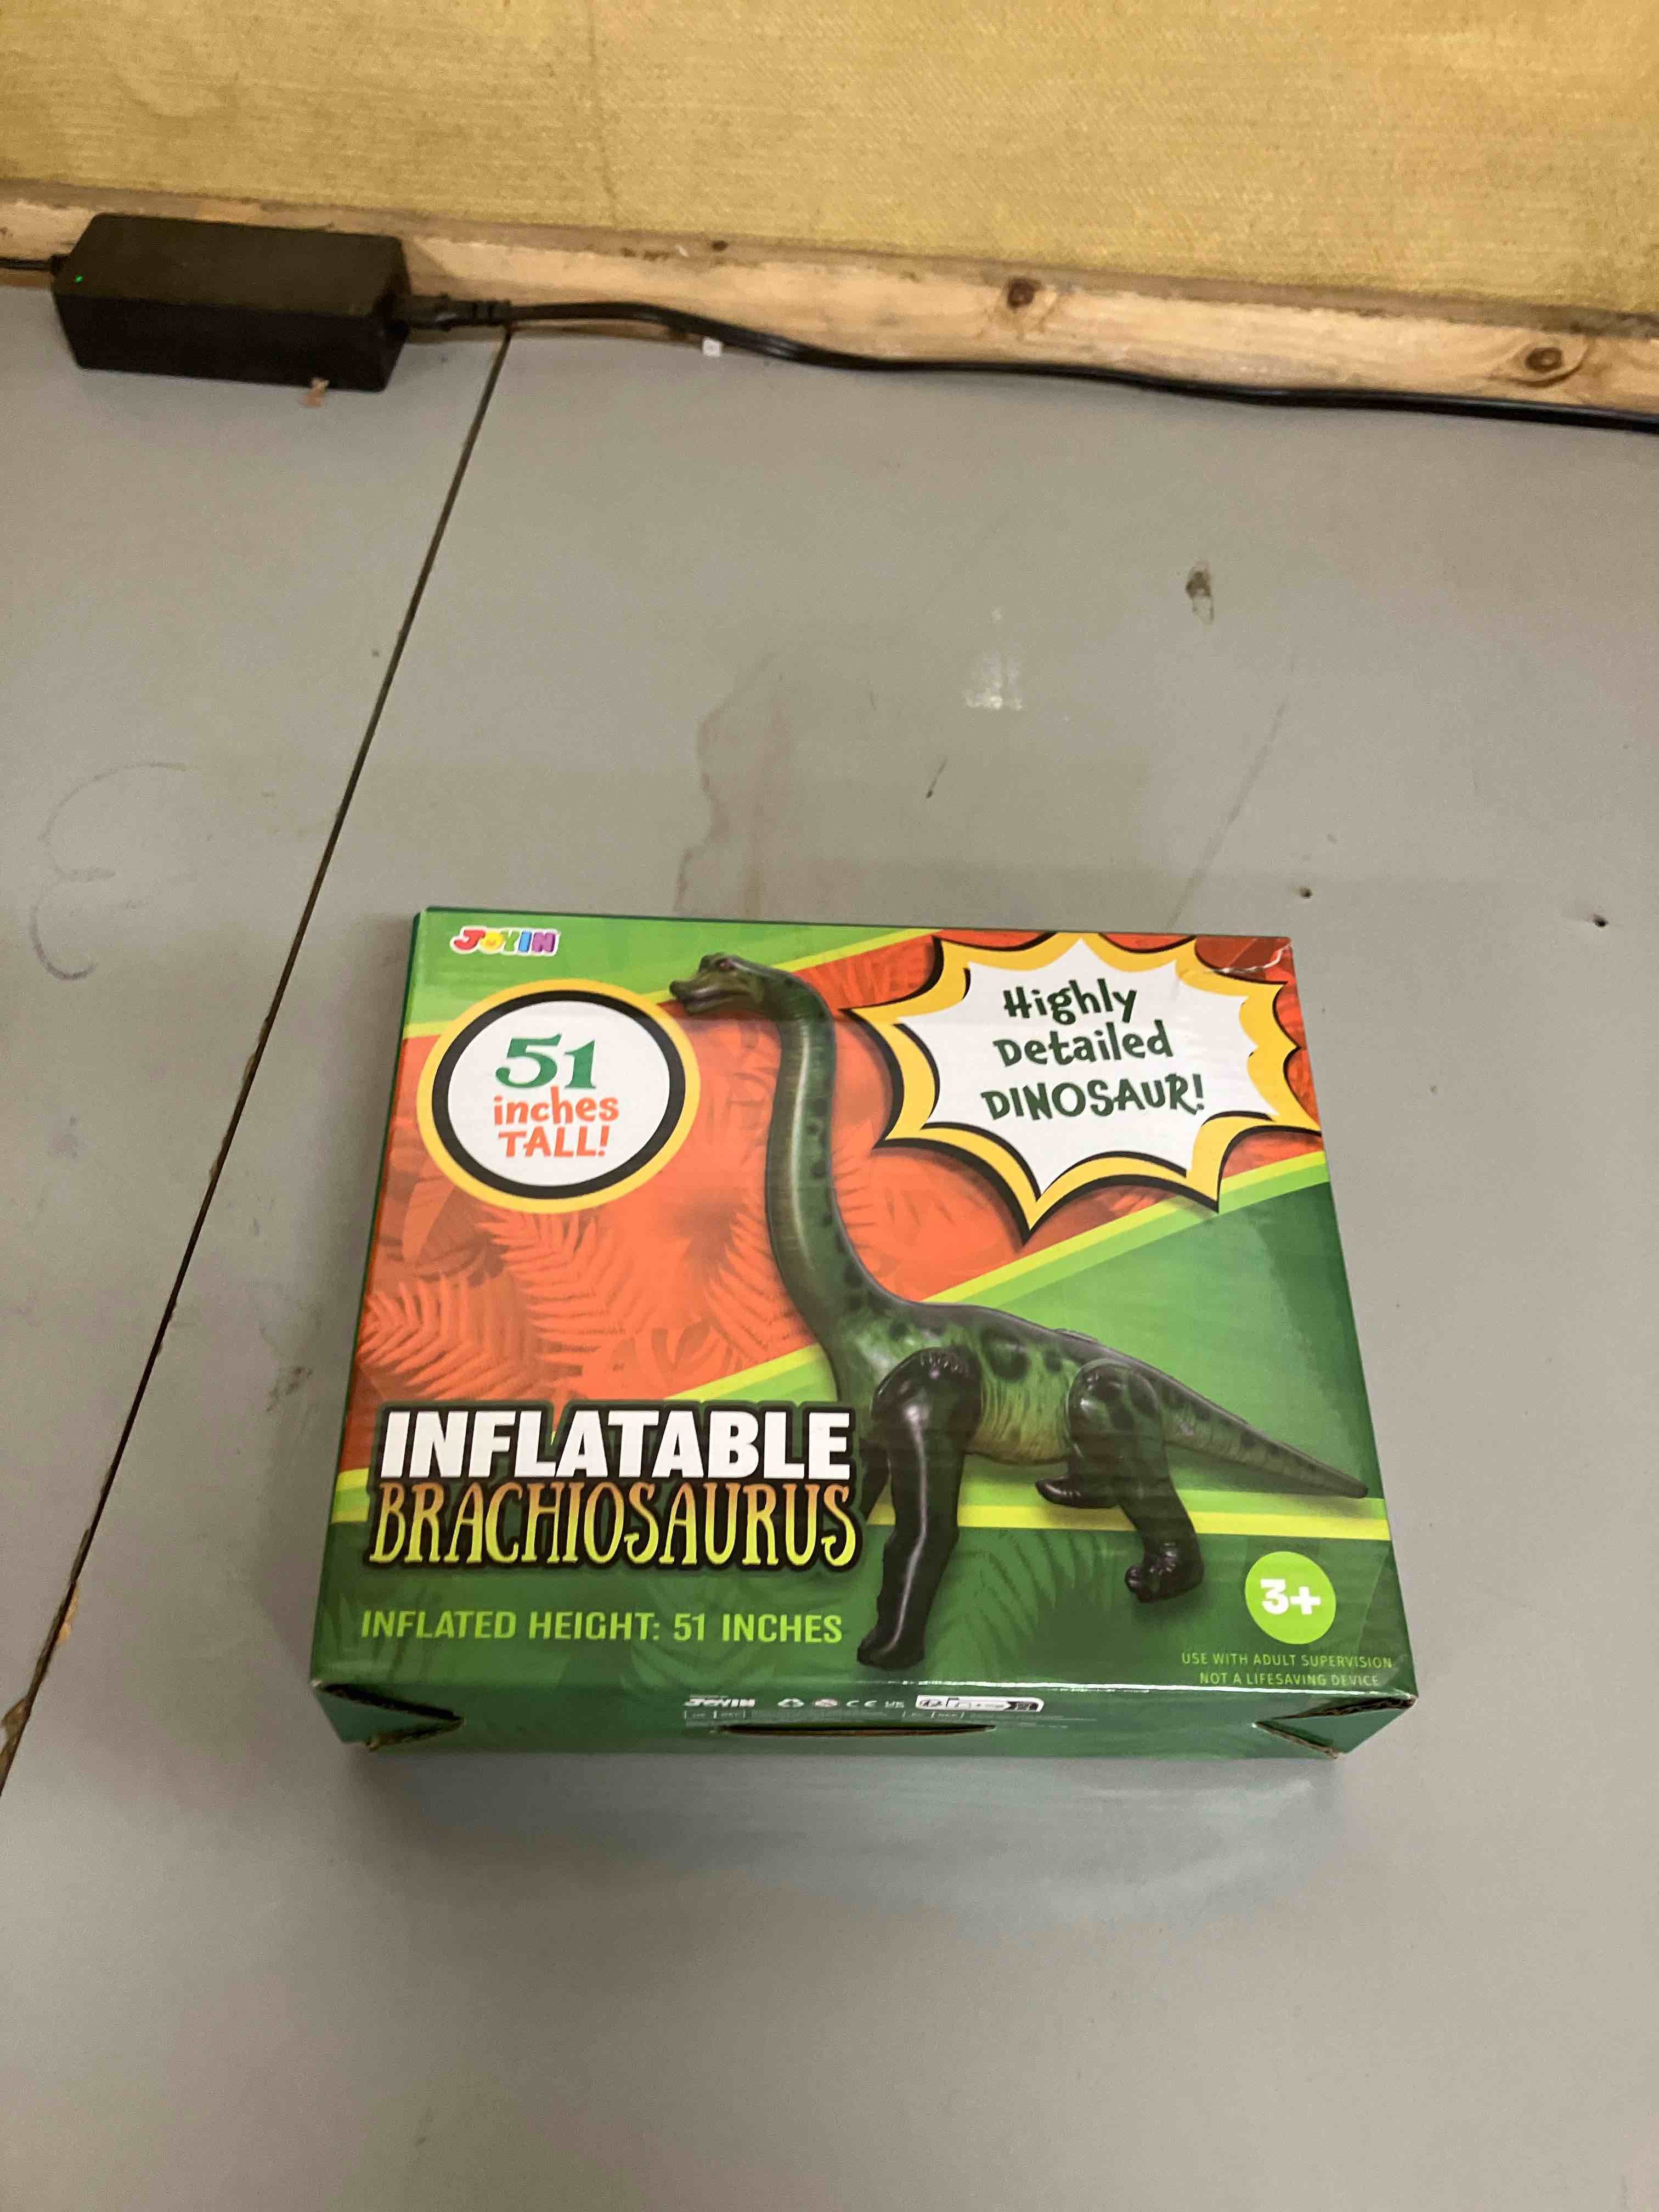 JOYIN
51
inches
TALL!
Highly
Detailed
DINOSAUR!
INFLATABLE
BRACHIOSAURUS
INFLATED HEIGHT: 51 INCHES
3+
USE WITH ADULT SUPERVISION
NOT A LIFESAVING DEVICE
JOYIN